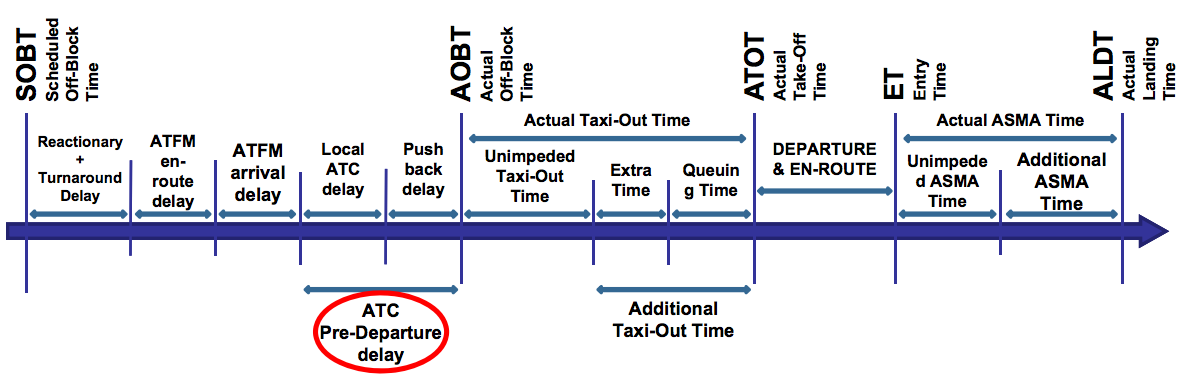 SOBT
Scheduled
Off-Block
Time
AOBT
Actual
Off-Block
Time
ATOT
Actual
Take-Off
Time
ET
Entry
Time
ALDT
Actual
Landing
Time
Reactionary
+
Turnaround
Delay
ATFM
en-
route
delay
ATFM
arrival
delay
Local
ATC
delay
Push
back
delay
Actual Taxi-Out Time
Unimpeded
Taxi-Out
Time
Extra
Time
Queuin
g Time
DEPARTURE
& EN-ROUTE
Actual ASMA Time
Unimpede
d ASMA
Time
Additional
ASMA
Time
ATC
Pre-Departure
delay
Additional
Taxi-Out Time